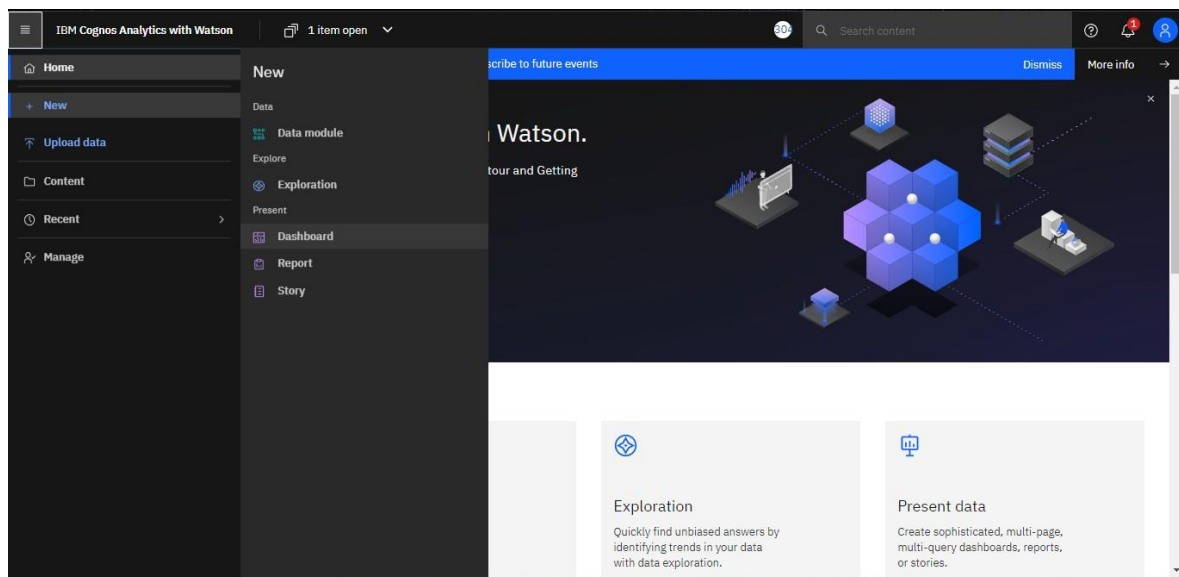 IBM Cognos Analytics with Watson
1 item open
304
Search content
1
Home
New
Upload data
Content
Recent
Manage
New
Data
Data module
Explore
Exploration
Present
Dashboard
Report
Story
scribe to future events
Dismiss
More info
Watson.
tour and Getting
Exploration
Quickly find unbiased answers by
identifying trends in your data
with data exploration.
Present data
Create sophisticated, multi-page,
multi-query dashboards, reports,
or stories.